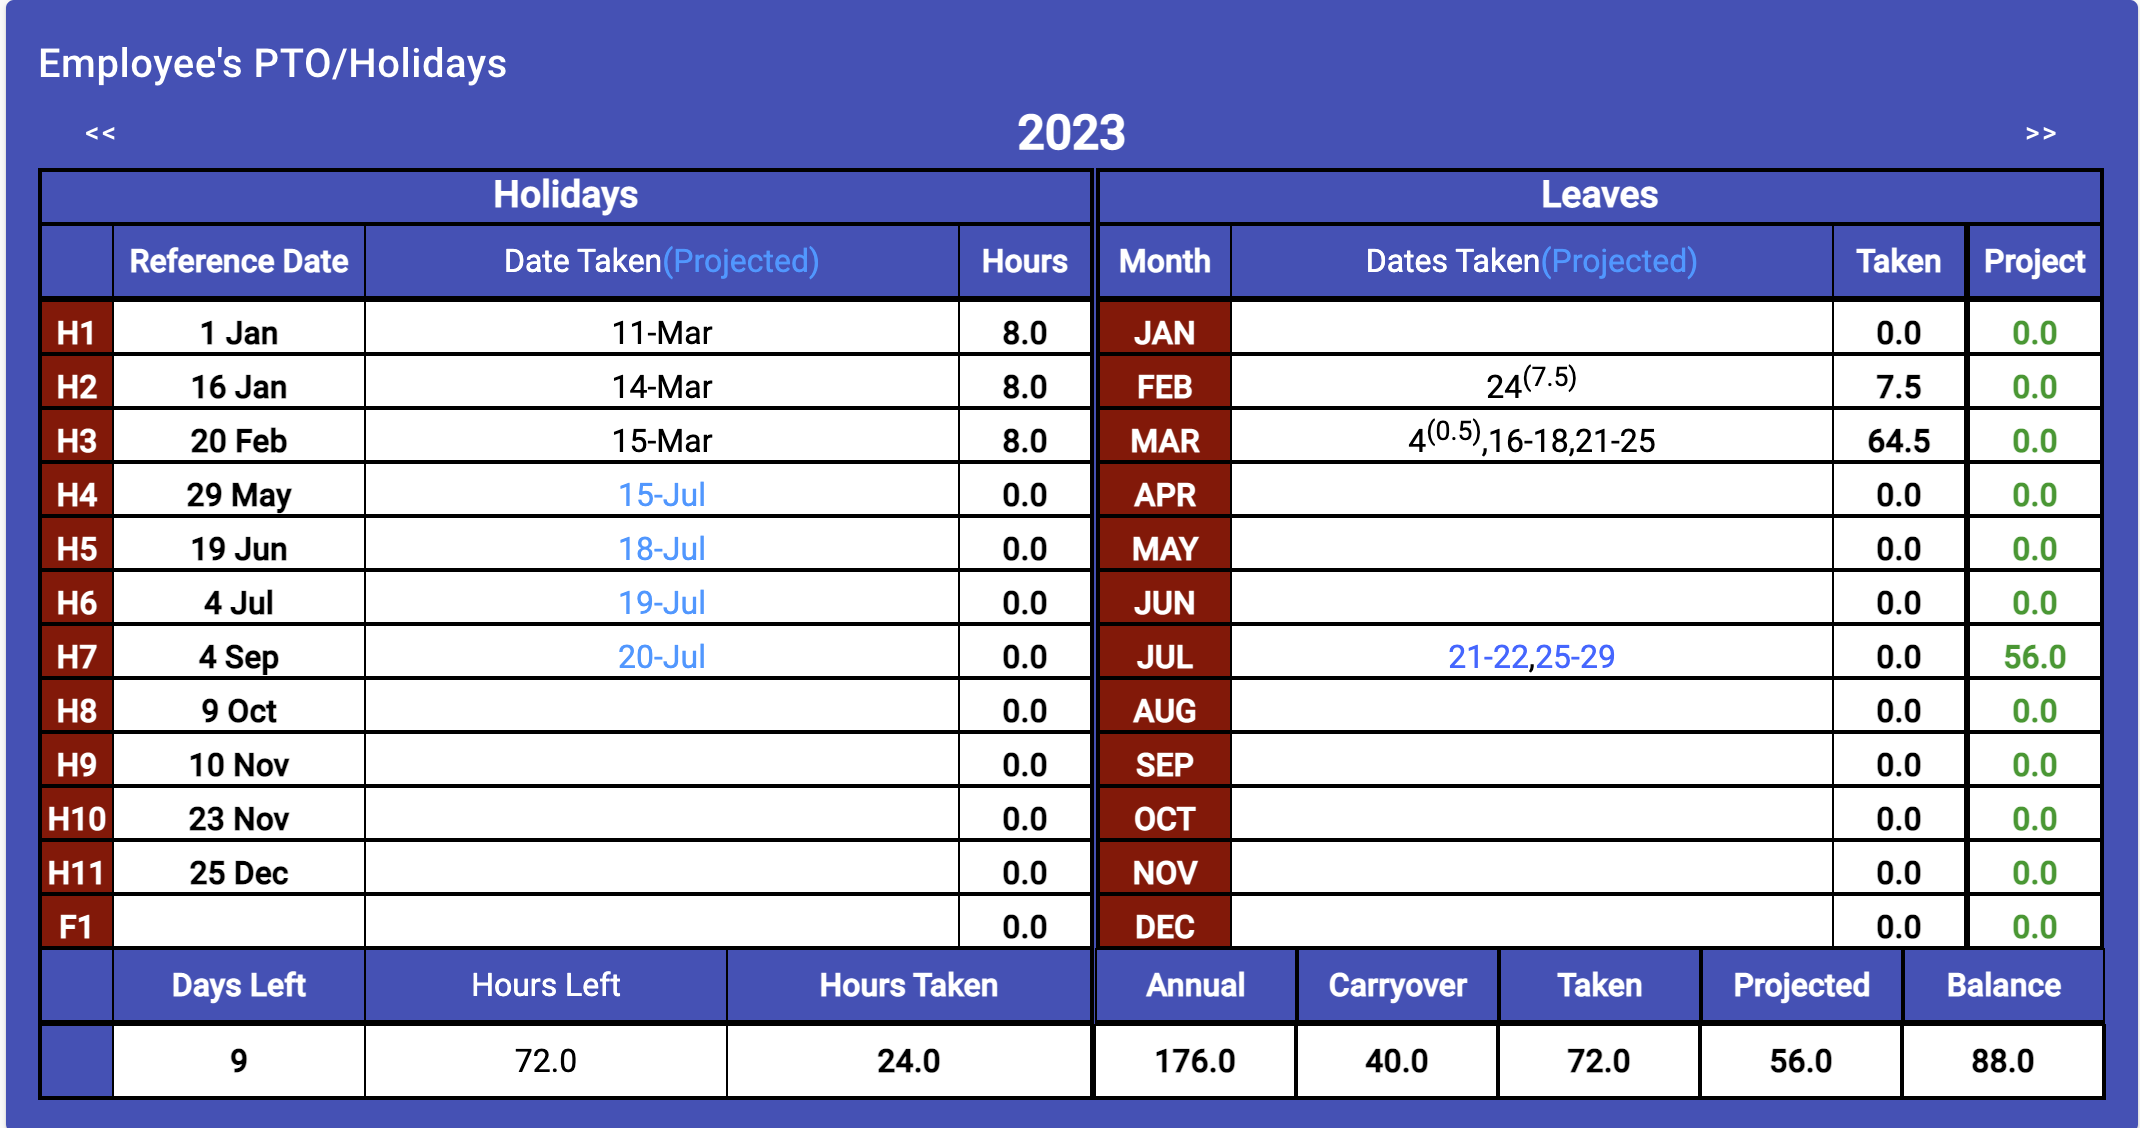 Employee's PTO/Holidays
<< 2023 >>
Holidays Leaves
Reference Date Date Taken(Projected) Hours Month Dates Taken(Projected) Taken Project
H1 1 Jan 11-Mar 8.0 JAN 0.0 0.0
H2 16 Jan 14-Mar 8.0 FEB 24(7.5) 7.5 0.0
H3 20 Feb 15-Mar 8.0 MAR 4(0.5),16-18,21-25 64.5 0.0
H4 29 May 15-Jul 0.0 APR 0.0 0.0
H5 19 Jun 18-Jul 0.0 MAY 0.0 0.0
H6 4 Jul 19-Jul 0.0 JUN 0.0 0.0
H7 4 Sep 20-Jul 0.0 JUL 21-22,25-29 0.0 56.0
H8 9 Oct 0.0 AUG 0.0 0.0
H9 10 Nov 0.0 SEP 0.0 0.0
H10 23 Nov 0.0 OCT 0.0 0.0
H11 25 Dec 0.0 NOV 0.0 0.0
F1 0.0 DEC 0.0 0.0
Days Left Hours Left Hours Taken Annual Carryover Taken Projected Balance
9 72.0 24.0 176.0 40.0 72.0 56.0 88.0